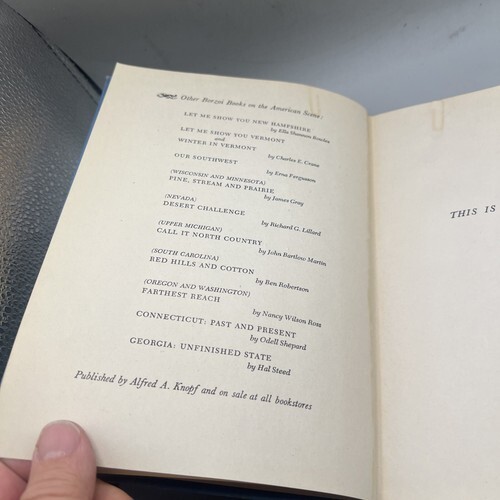 Other Borzoi Books on the American Scene:
LET ME SHOW YOU NEW HAMPSHIRE
by Ella Shannon Bowles
LET ME SHOW YOU VERMONT
and
WINTER IN VERMONT
by Charles E. Crane
OUR SOUTHWEST
by Erna Fergusson
(WISCONSIN AND MINNESOTA)
PINE, STREAM AND PRAIRIE
by James Gray
(NEVADA)
DESERT CHALLENGE
by Richard G. Lillard
(UPPER MICHIGAN)
CALL IT NORTH COUNTRY
by John Bartlow Martin
(SOUTH CAROLINA)
RED HILLS AND COTTON
by Ben Robertson
(OREGON AND WASHINGTON)
FARTHEST REACH
by Nancy Wilson Ross
CONNECTICUT: PAST AND PRESENT
by Odell Shepard
GEORGIA: UNFINISHED STATE
by Hal Steed
Published by Alfred A. Knopf and on sale at all bookstores
THIS IS